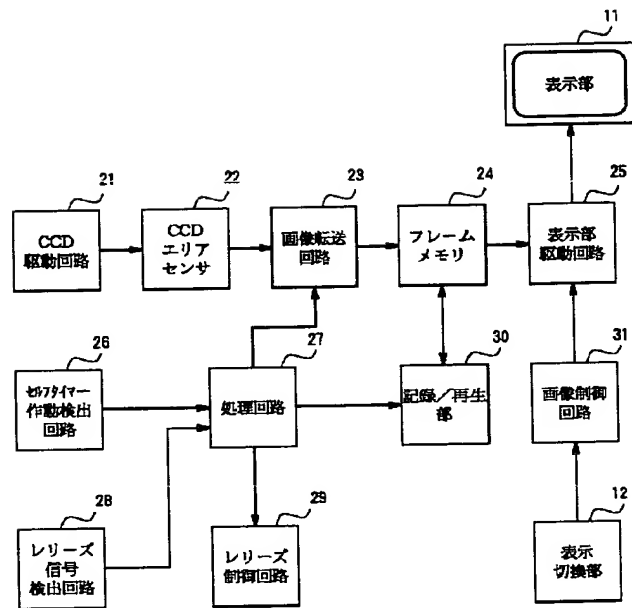 11
表示部
21
22
23
24
25
CCD
駆動回路
CCD
エリア
センサ
画像転送
回路
フレーム
メモリ
表示部
駆動回路
26
27
30
31
セルフタイマー
作動検出
回路
処理回路
記録/再生
部
画像制御
回路
28
29
12
レリーズ
信号
検出回路
レリーズ
制御回路
表示
切換部